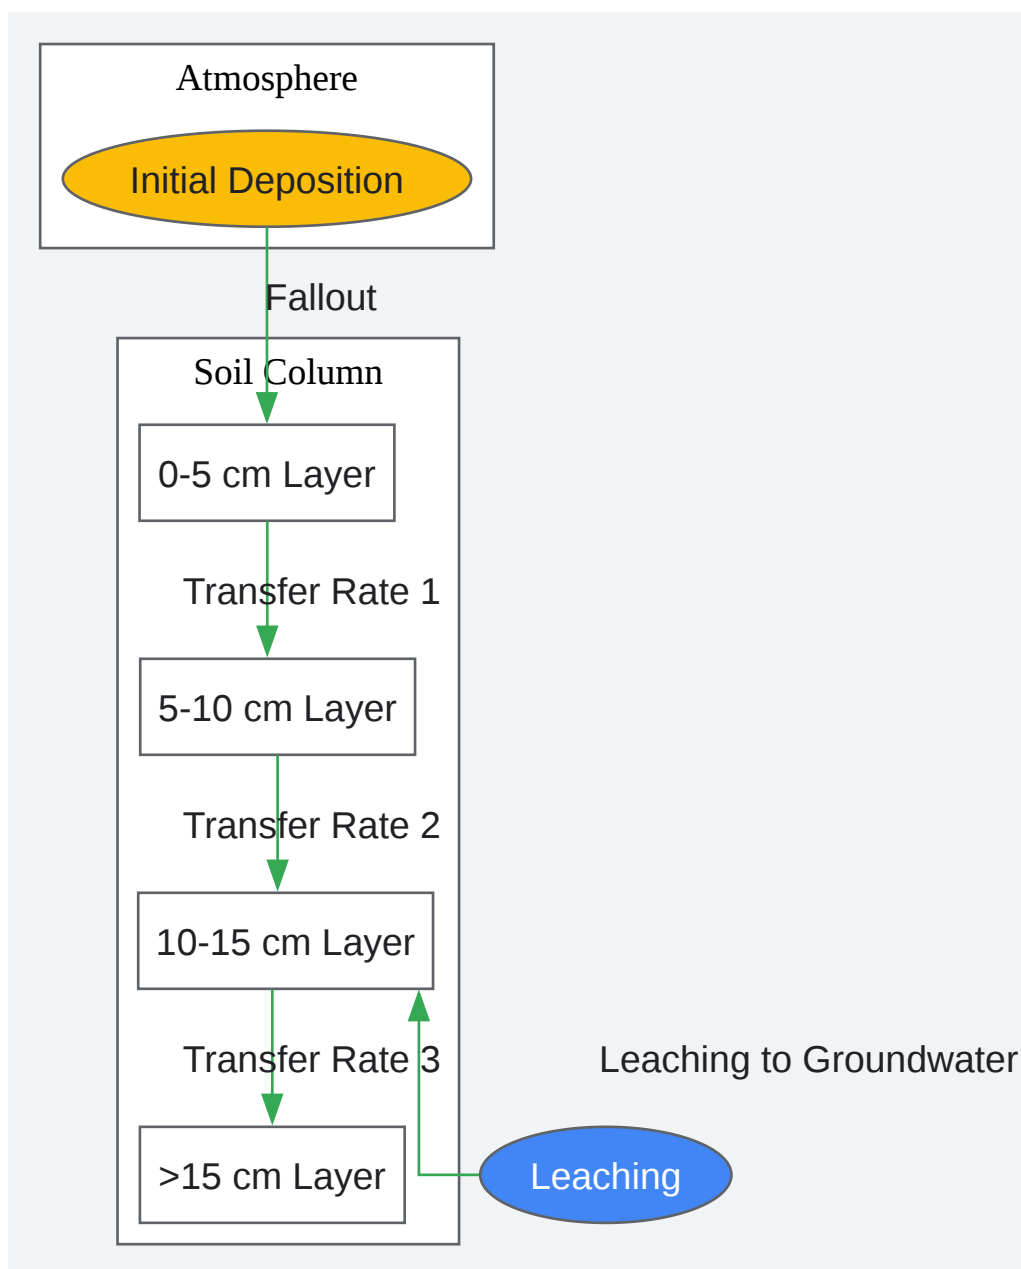 Atmosphere
Initial Deposition
Fallout
Soil Column
0-5 cm Layer
Transfer Rate 1
5-10 cm Layer
Transfer Rate 2
10-15 cm Layer
Transfer Rate 3
Leaching to Groundwater
>15 cm Layer
Leaching